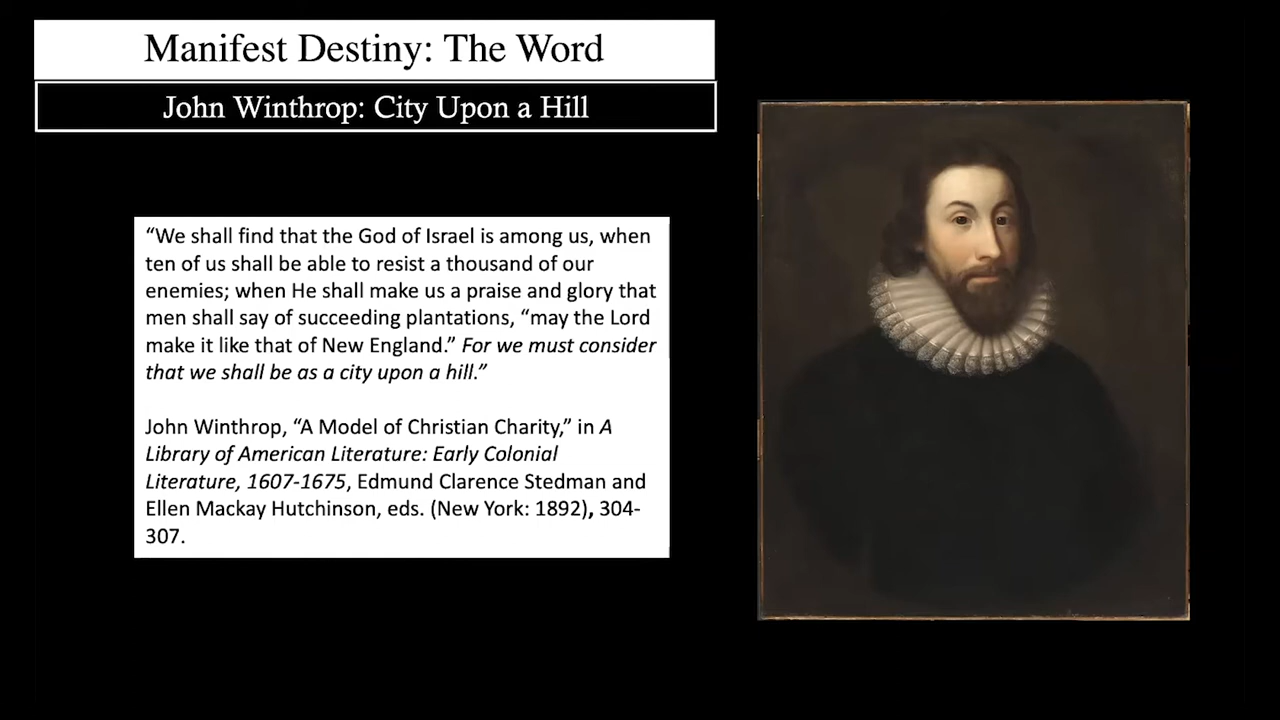 Manifest Destiny: The Word
John Winthrop: City Upon a Hill
“We shall find that the God of Israel is among us, when
ten of us shall be able to resist a thousand of our
enemies; when He shall make us a praise and glory that
men shall say of succeeding plantations, “may the Lord
make it like that of New England.” For we must consider
that we shall be as a city upon a hill.”
John Winthrop, “A Model of Christian Charity,” in A
Library of American Literature: Early Colonial
Literature, 1607-1675, Edmund Clarence Stedman and
Ellen Mackay Hutchinson, eds. (New York: 1892), 304-
307.